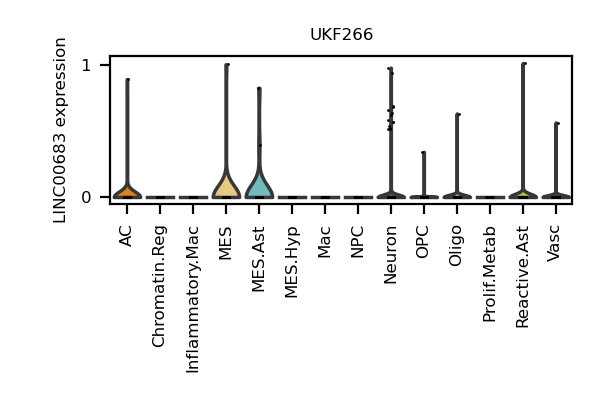 UKF266
LINC00683 expression
1
0
AC
Chromatin.Reg
Inflammatory.Mac
MES
MES.Ast
MES.Hyp
Mac
NPC
Neuron
OPC
Oligo
Prolif.Metab
Reactive.Ast
Vasc